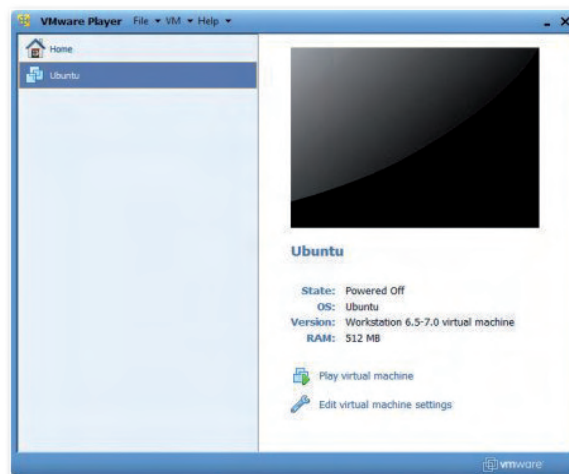 VMware Player File VM Help
Home
Ubuntu
Ubuntu
State: Powered Off
OS: Ubuntu
Version: Workstation 6.5-7.0 virtual machine
RAM: 512 MB
Play virtual machine
Edit virtual machine settings
vmware